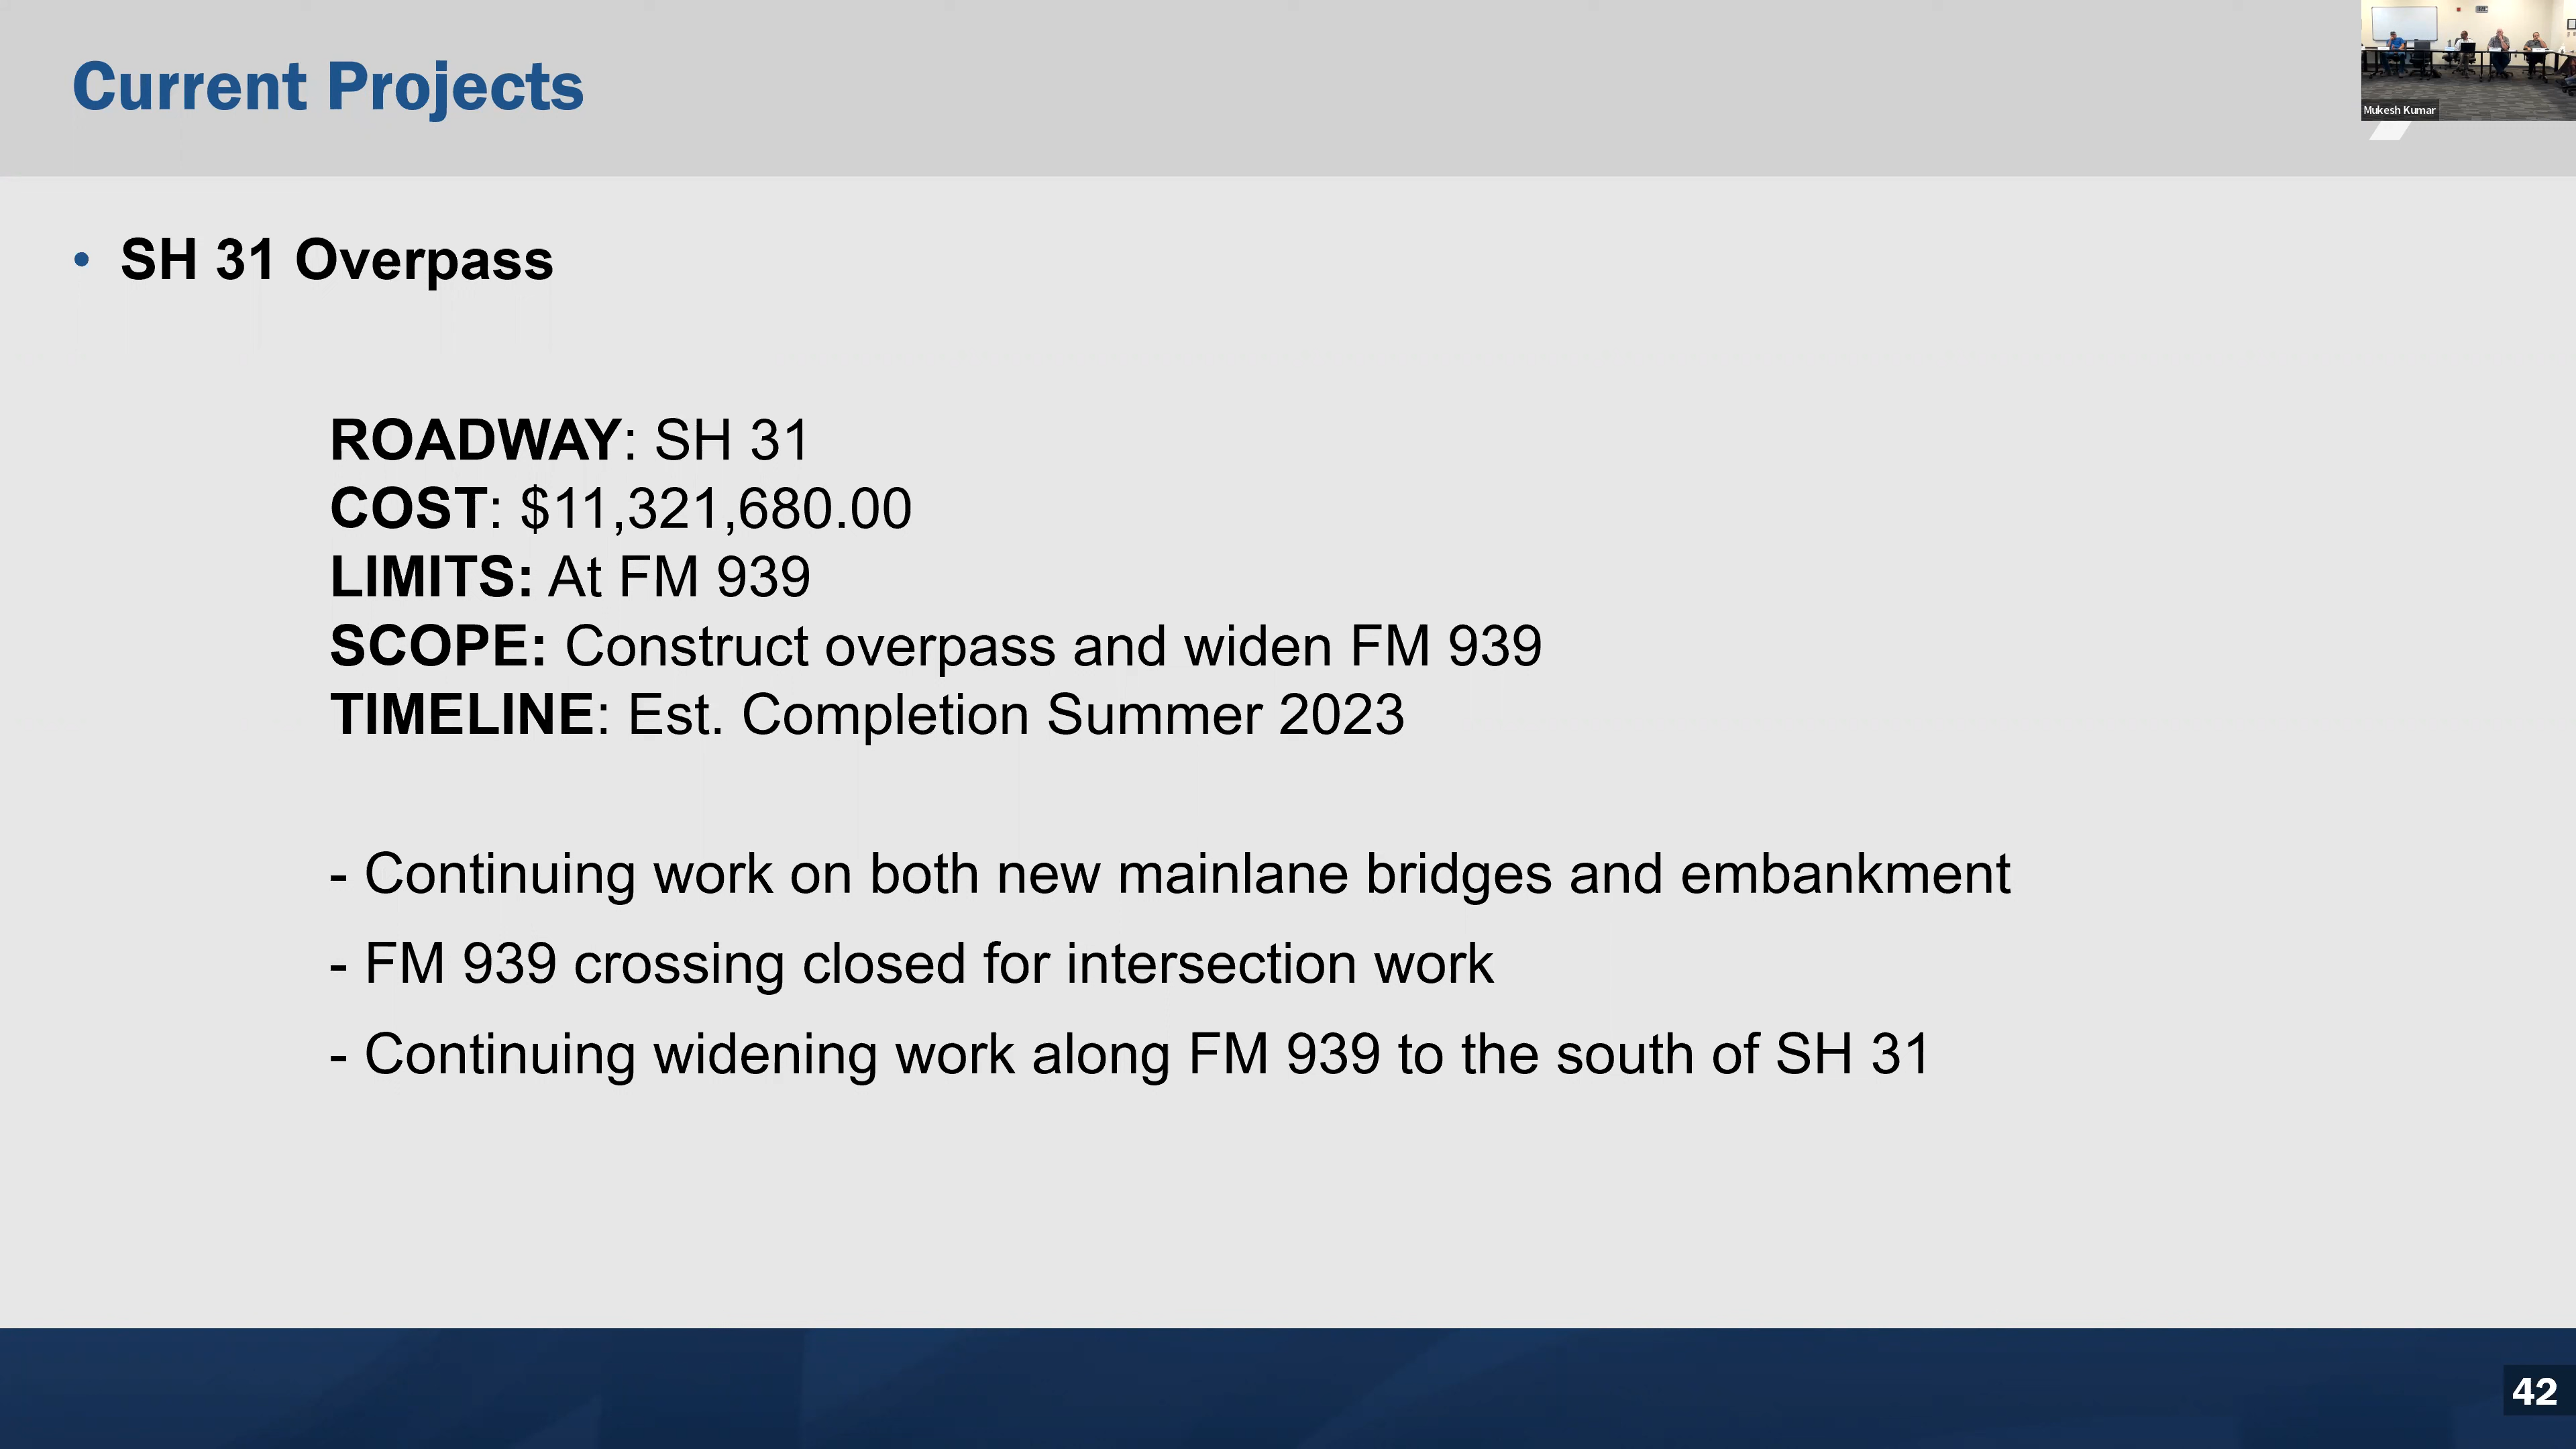 Current Projects
Mukesh Kumar
• SH 31 Overpass
ROADWAY: SH 31
COST: $11,321,680.00
LIMITS: At FM 939
SCOPE: Construct overpass and widen FM 939
TIMELINE: Est. Completion Summer 2023
- Continuing work on both new mainlane bridges and embankment
- FM 939 crossing closed for intersection work
- Continuing widening work along FM 939 to the south of SH 31
42